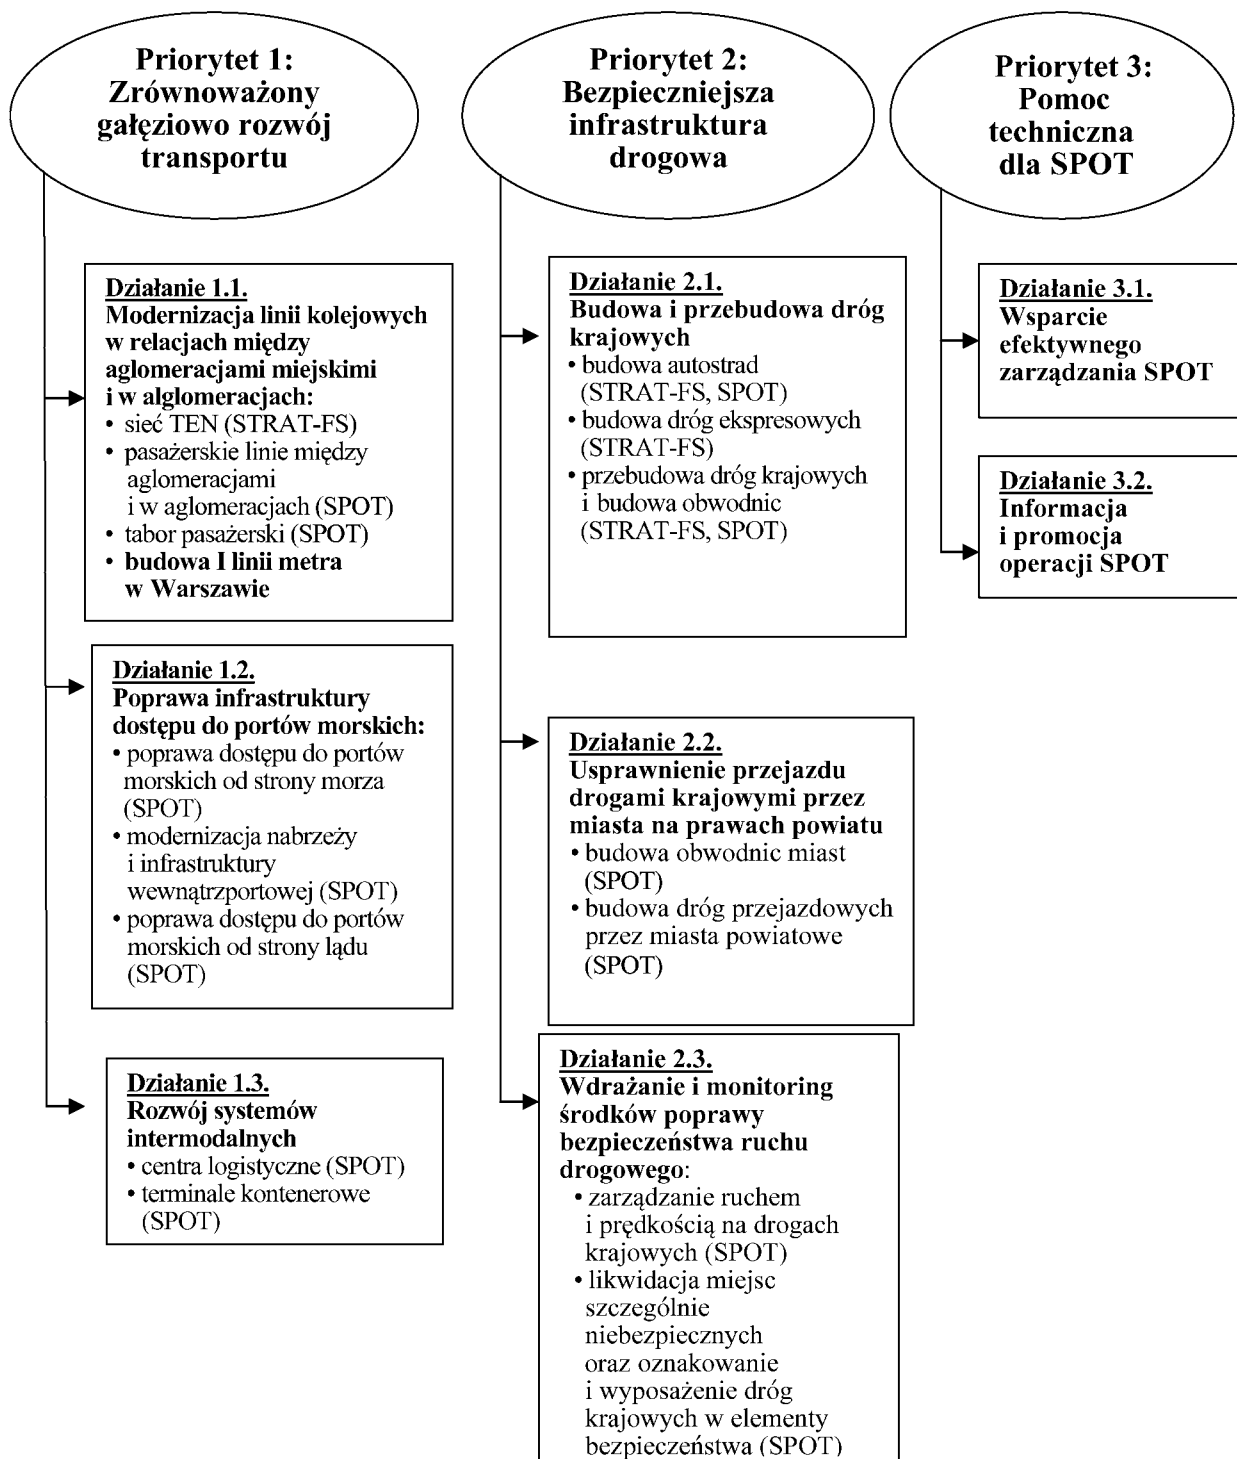 Priorytet 1:
Zrównoważony
gałęziowo rozwój
transportu
Priorytet 2:
Bezpieczniejsza
infrastruktura
drogowa
Priorytet 3:
Pomoc
techniczna
dla SPOT
Działanie 1.1.
Modernizacja linii kolejowych
w relacjach między
aglomeracjami miejskimi
i w alglomeracjach:
• sieć TEN (STRAT-FS)
• pasażerskie linie między
aglomeracjami
i w aglomeracjach (SPOT)
• tabor pasażerski (SPOT)
• budowa I linii metra
w Warszawie
Działanie 1.2.
Poprawa infrastruktury
dostępu do portów morskich:
• poprawa dostępu do portów
morskich od strony morza
(SPOT)
• modernizacja nabrzeży
i infrastruktury
wewnątrzportowej (SPOT)
• poprawa dostępu do portów
morskich od strony lądu
(SPOT)
Działanie 1.3.
Rozwój systemów
intermodalnych
• centra logistyczne (SPOT)
• terminale kontenerowe
(SPOT)
Działanie 2.1.
Budowa i przebudowa dróg
krajowych
• budowa autostrad
(STRAT-FS, SPOT)
• budowa dróg ekspresowych
(STRAT-FS)
• przebudowa dróg krajowych
i budowa obwodnic
(STRAT-FS, SPOT)
Działanie 2.2.
Usprawnienie przejazdu
drogami krajowymi przez
miasta na prawach powiatu
• budowa obwodnic miast
(SPOT)
• budowa dróg przejazdowych
przez miasta powiatowe
(SPOT)
Działanie 2.3.
Wdrażanie i monitoring
środków poprawy
bezpieczeństwa ruchu
drogowego:
• zarządzanie ruchem
i prędkością na drogach
krajowych (SPOT)
• likwidacja miejsc
szczególnie
niebezpiecznych
oraz oznakowanie
i wyposażenie dróg
krajowych w elementy
bezpieczeństwa (SPOT)
Działanie 3.1.
Wsparcie
efektywnego
zarządzania SPOT
Działanie 3.2.
Informacja
i promocja
operacji SPOT